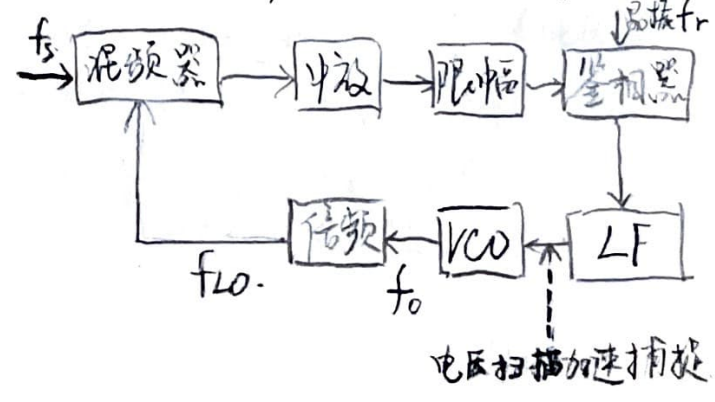 fs
混频器
中放
限幅
晶振fr
鉴相器
fLO.
倍频
fo
VCO
LF
电压扫描加速捕捉